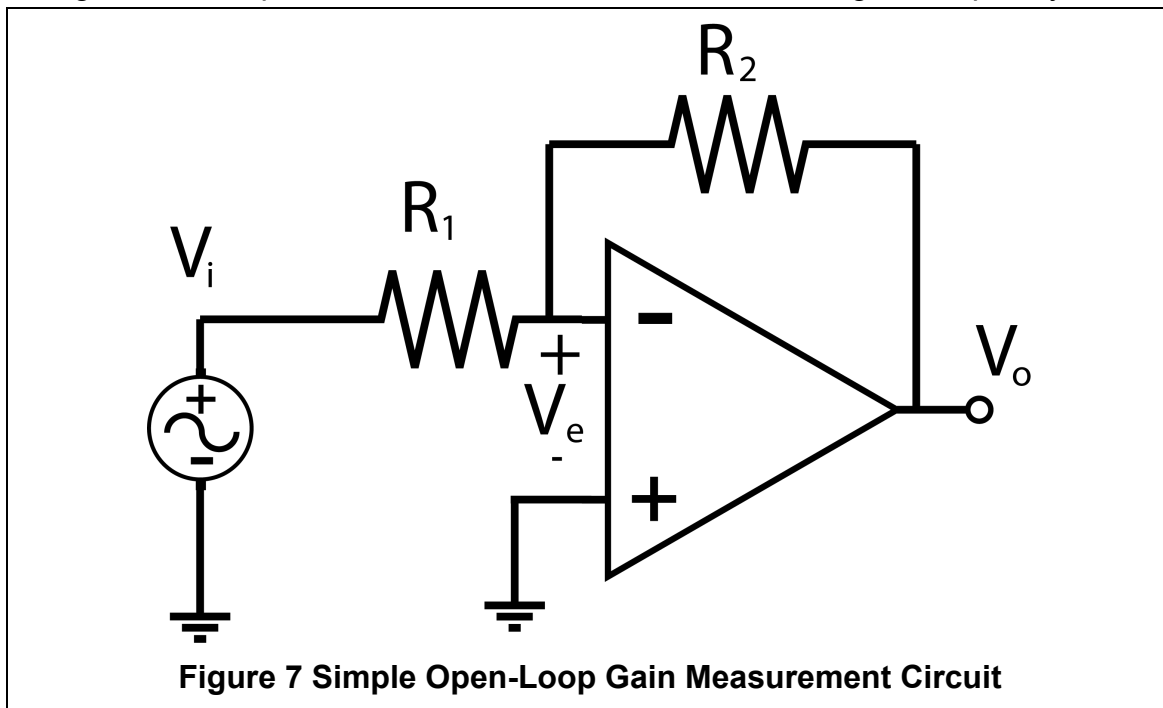 R₂
R₁
Vᵢ
-
+
Vₑ
-
Vₒ
+
-
+
Figure 7 Simple Open-Loop Gain Measurement Circuit